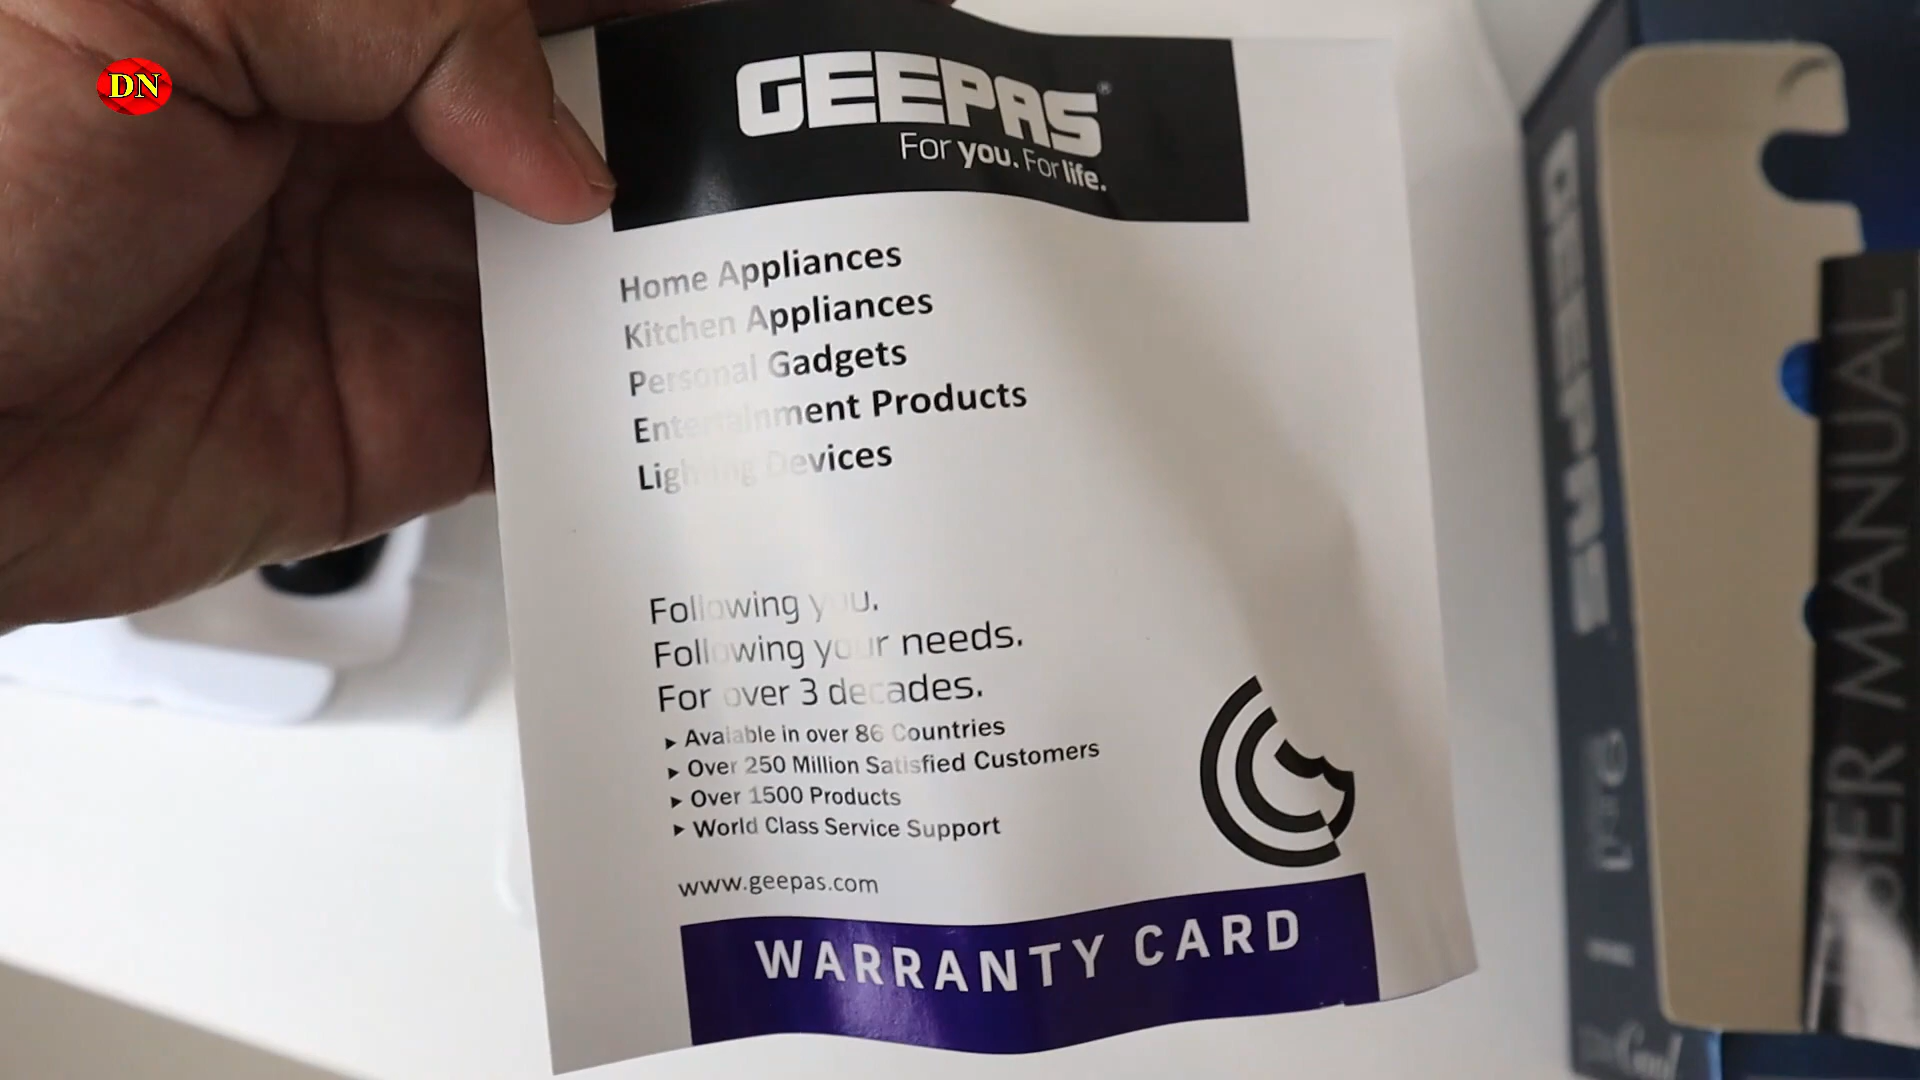 DN
GEEPAS®
For you. For life.
Home Appliances
Kitchen Appliances
Personal Gadgets
Entertainment Products
Lighting Devices
Following you.
Following your needs.
For over 3 decades.
▸ Available in over 86 Countries
▸ Over 250 Million Satisfied Customers
▸ Over 1500 Products
▸ World Class Service Support
www.geepas.com
WARRANTY CARD
GEEPAS
MANUAL